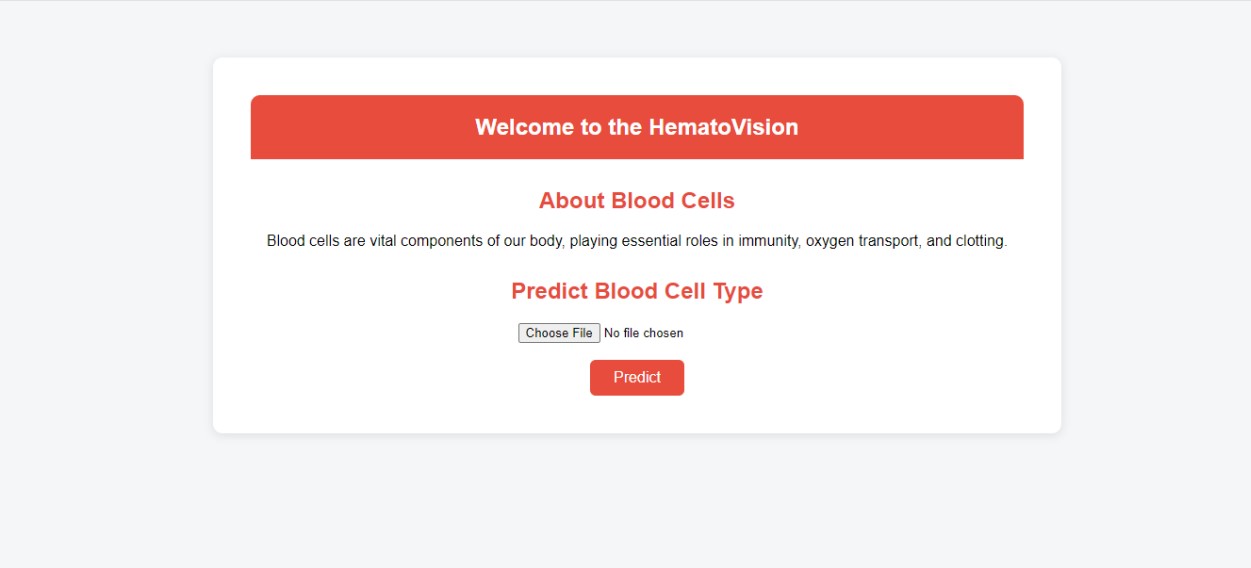 Welcome to the HematoVision
About Blood Cells
Blood cells are vital components of our body, playing essential roles in immunity, oxygen transport, and clotting.
Predict Blood Cell Type
Choose File No file chosen
Predict